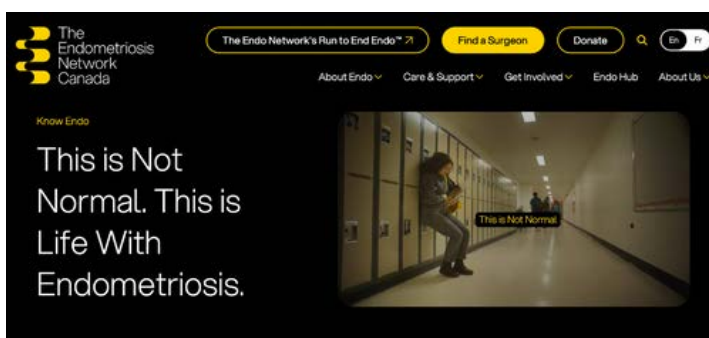 The
Endometriosis
Network
Canada
The Endo Network's Run to End Endo™
Find a Surgeon
Donate
En
Fr
About Endo
Care & Support
Get Involved
Endo Hub
About Us
Know Endo
This is Not
Normal. This is
Life With
Endometriosis.
This is Not Normal